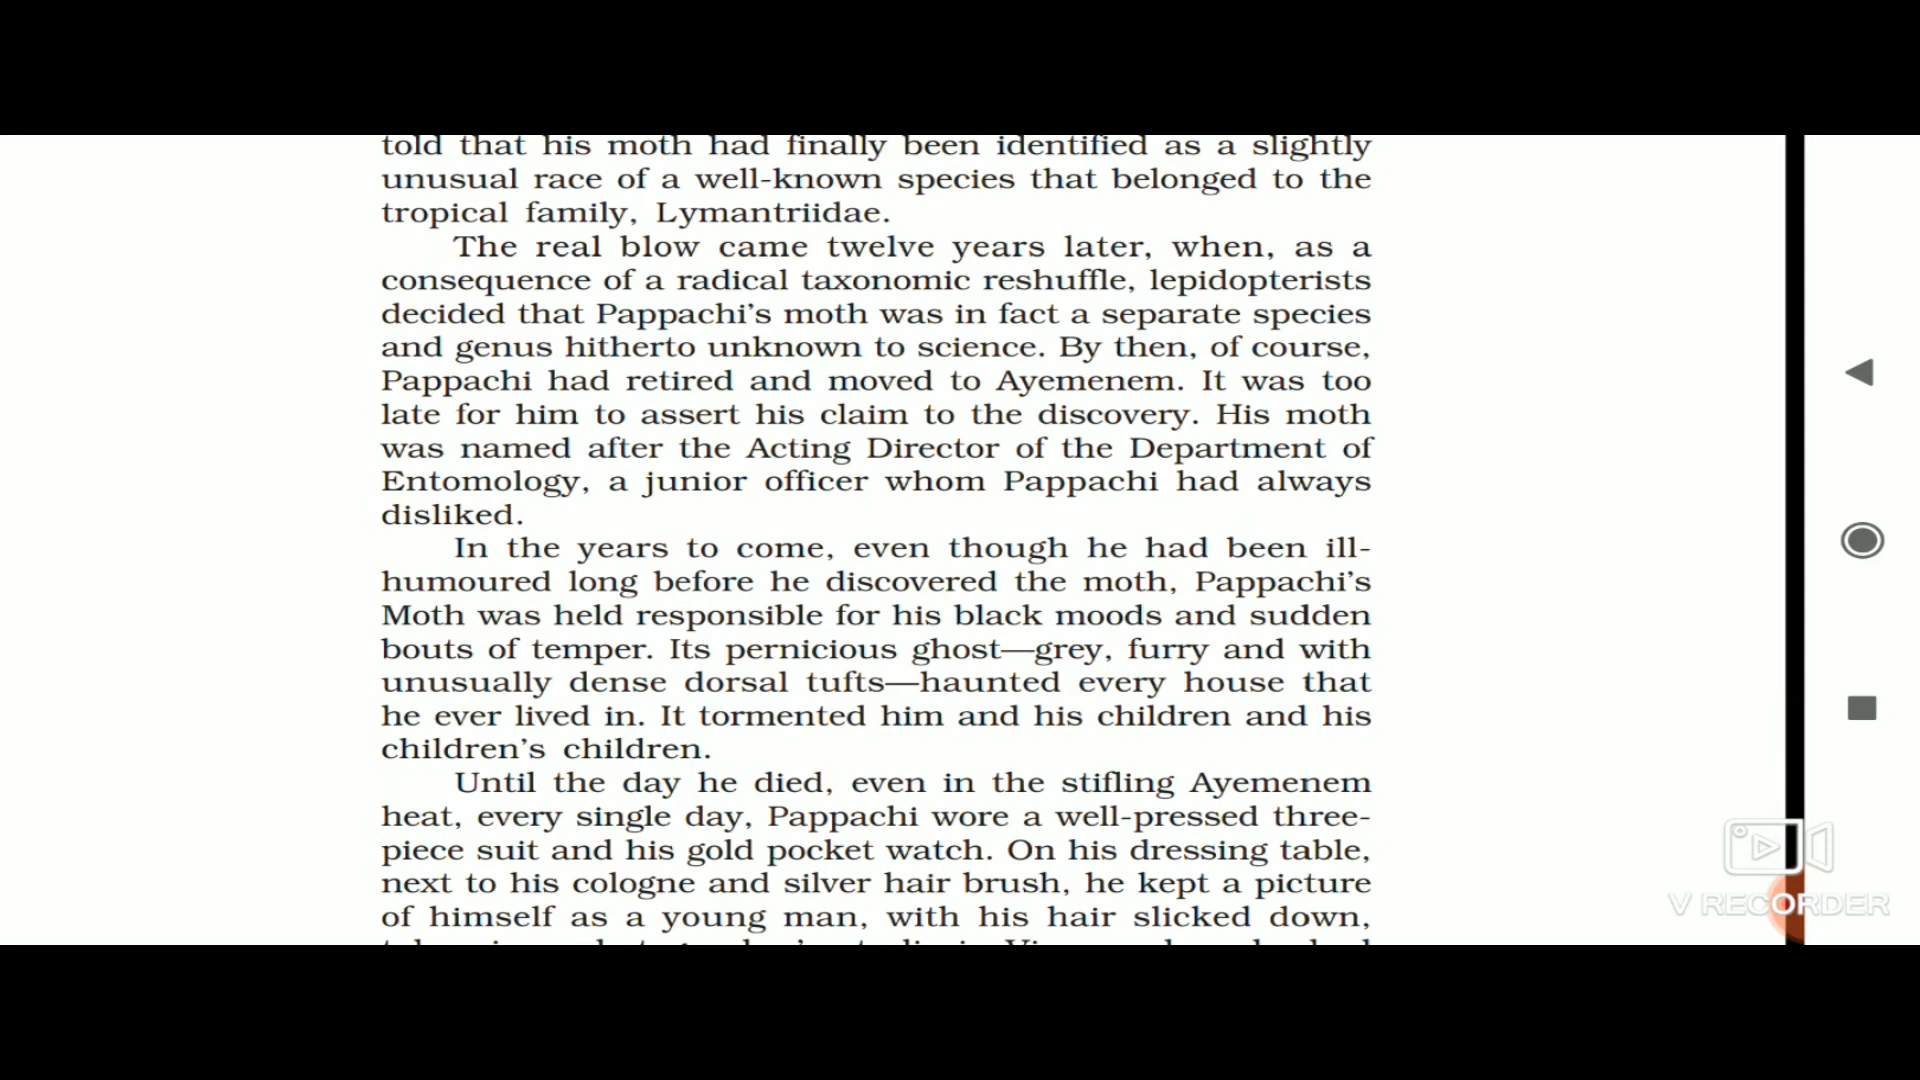 told that his moth had finally been identified as a slightly
unusual race of a well-known species that belonged to the
tropical family, Lymantriidae.
The real blow came twelve years later, when, as a
consequence of a radical taxonomic reshuffle, lepidopterists
decided that Pappachi's moth was in fact a separate species
and genus hitherto unknown to science. By then, of course,
Pappachi had retired and moved to Ayemenem. It was too
late for him to assert his claim to the discovery. His moth
was named after the Acting Director of the Department of
Entomology, a junior officer whom Pappachi had always
disliked.
In the years to come, even though he had been ill-
humoured long before he discovered the moth, Pappachi's
Moth was held responsible for his black moods and sudden
bouts of temper. Its pernicious ghost—grey, furry and with
unusually dense dorsal tufts—haunted every house that
he ever lived in. It tormented him and his children and his
children's children.
Until the day he died, even in the stifling Ayemenem
heat, every single day, Pappachi wore a well-pressed three-
piece suit and his gold pocket watch. On his dressing table,
next to his cologne and silver hair brush, he kept a picture
of himself as a young man, with his hair slicked down,
V RECORDER